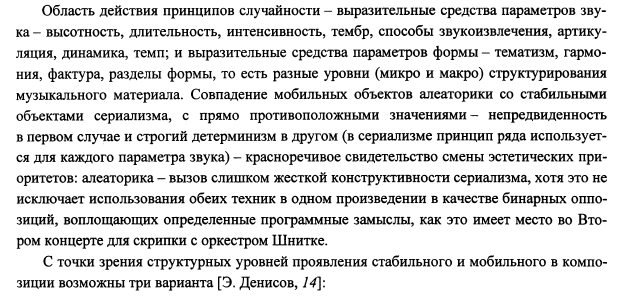 Область действия принципов случайности – выразительные средства параметров зву-
ка – высотность, длительность, интенсивность, тембр, способы звукоизвлечения, артику-
ляция, динамика, темп; и выразительные средства параметров формы – тематизм, гармо-
ния, фактура, разделы формы, то есть разные уровни (микро и макро) структурирования
музыкального материала. Совпадение мобильных объектов алеаторики со стабильными
объектами сериализма, с прямо противоположными значениями – непредвиденность
в первом случае и строгий детерминизм в другом (в сериализме принцип ряда использует-
ся для каждого параметра звука) – красноречивое свидетельство смены эстетических при-
оритетов: алеаторика – вызов слишком жесткой конструктивности сериализма, хотя это не
исключает использования обеих техник в одном произведении в качестве бинарных оппо-
зиций, воплощающих определенные программные замыслы, как это имеет место во Вто-
ром концерте для скрипки с оркестром Шнитке.
С точки зрения структурных уровней проявления стабильного и мобильного в компо-
зиции возможны три варианта [Э. Денисов, 14]: